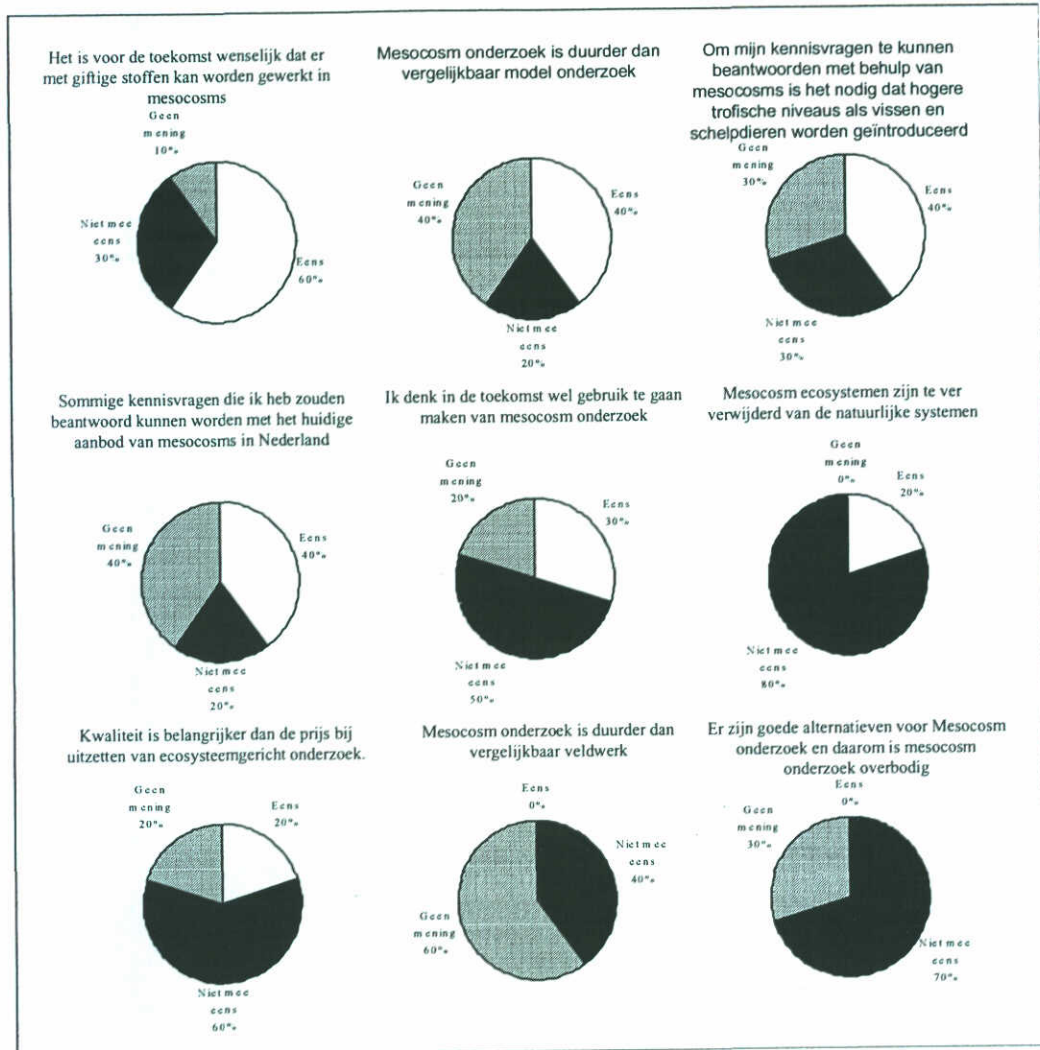 Het is voor de toekomst wenselijk dat er
met giftige stoffen kan worden gewerkt in
mesocosms
Geen
mening
10%
Niet mee
eens
30%
Eens
60%
Mesocosm onderzoek is duurder dan
vergelijkbaar model onderzoek
Geen
mening
40%
Eens
40%
Niet mee
eens
20%
Om mijn kennisvragen te kunnen
beantwoorden met behulp van
mesocosms is het nodig dat hogere
trofische niveaus als vissen en
schelpdieren worden geïntroduceerd
Geen
mening
30%
Eens
40%
Niet mee
eens
30%
Sommige kennisvragen die ik heb zouden
beantwoord kunnen worden met het huidige
aanbod van mesocosms in Nederland
Geen
mening
40%
Eens
40%
Niet mee
eens
20%
Ik denk in de toekomst wel gebruik te gaan
maken van mesocosm onderzoek
Geen
mening
20%
Eens
30%
Niet mee
eens
50%
Mesocosm ecosystemen zijn te ver
verwijderd van de natuurlijke systemen
Geen
mening
0%
Eens
20%
Niet mee
eens
80%
Kwaliteit is belangrijker dan de prijs bij
uitzetten van ecosysteemgericht onderzoek.
Geen
mening
20%
Eens
20%
Niet mee
eens
60%
Mesocosm onderzoek is duurder dan
vergelijkbaar veldwerk
Eens
0%
Niet mee
eens
40%
Geen
mening
60%
Er zijn goede alternatieven voor Mesocosm
onderzoek en daarom is mesocosm
onderzoek overbodig
Eens
0%
Geen
mening
30%
Niet mee
eens
70%